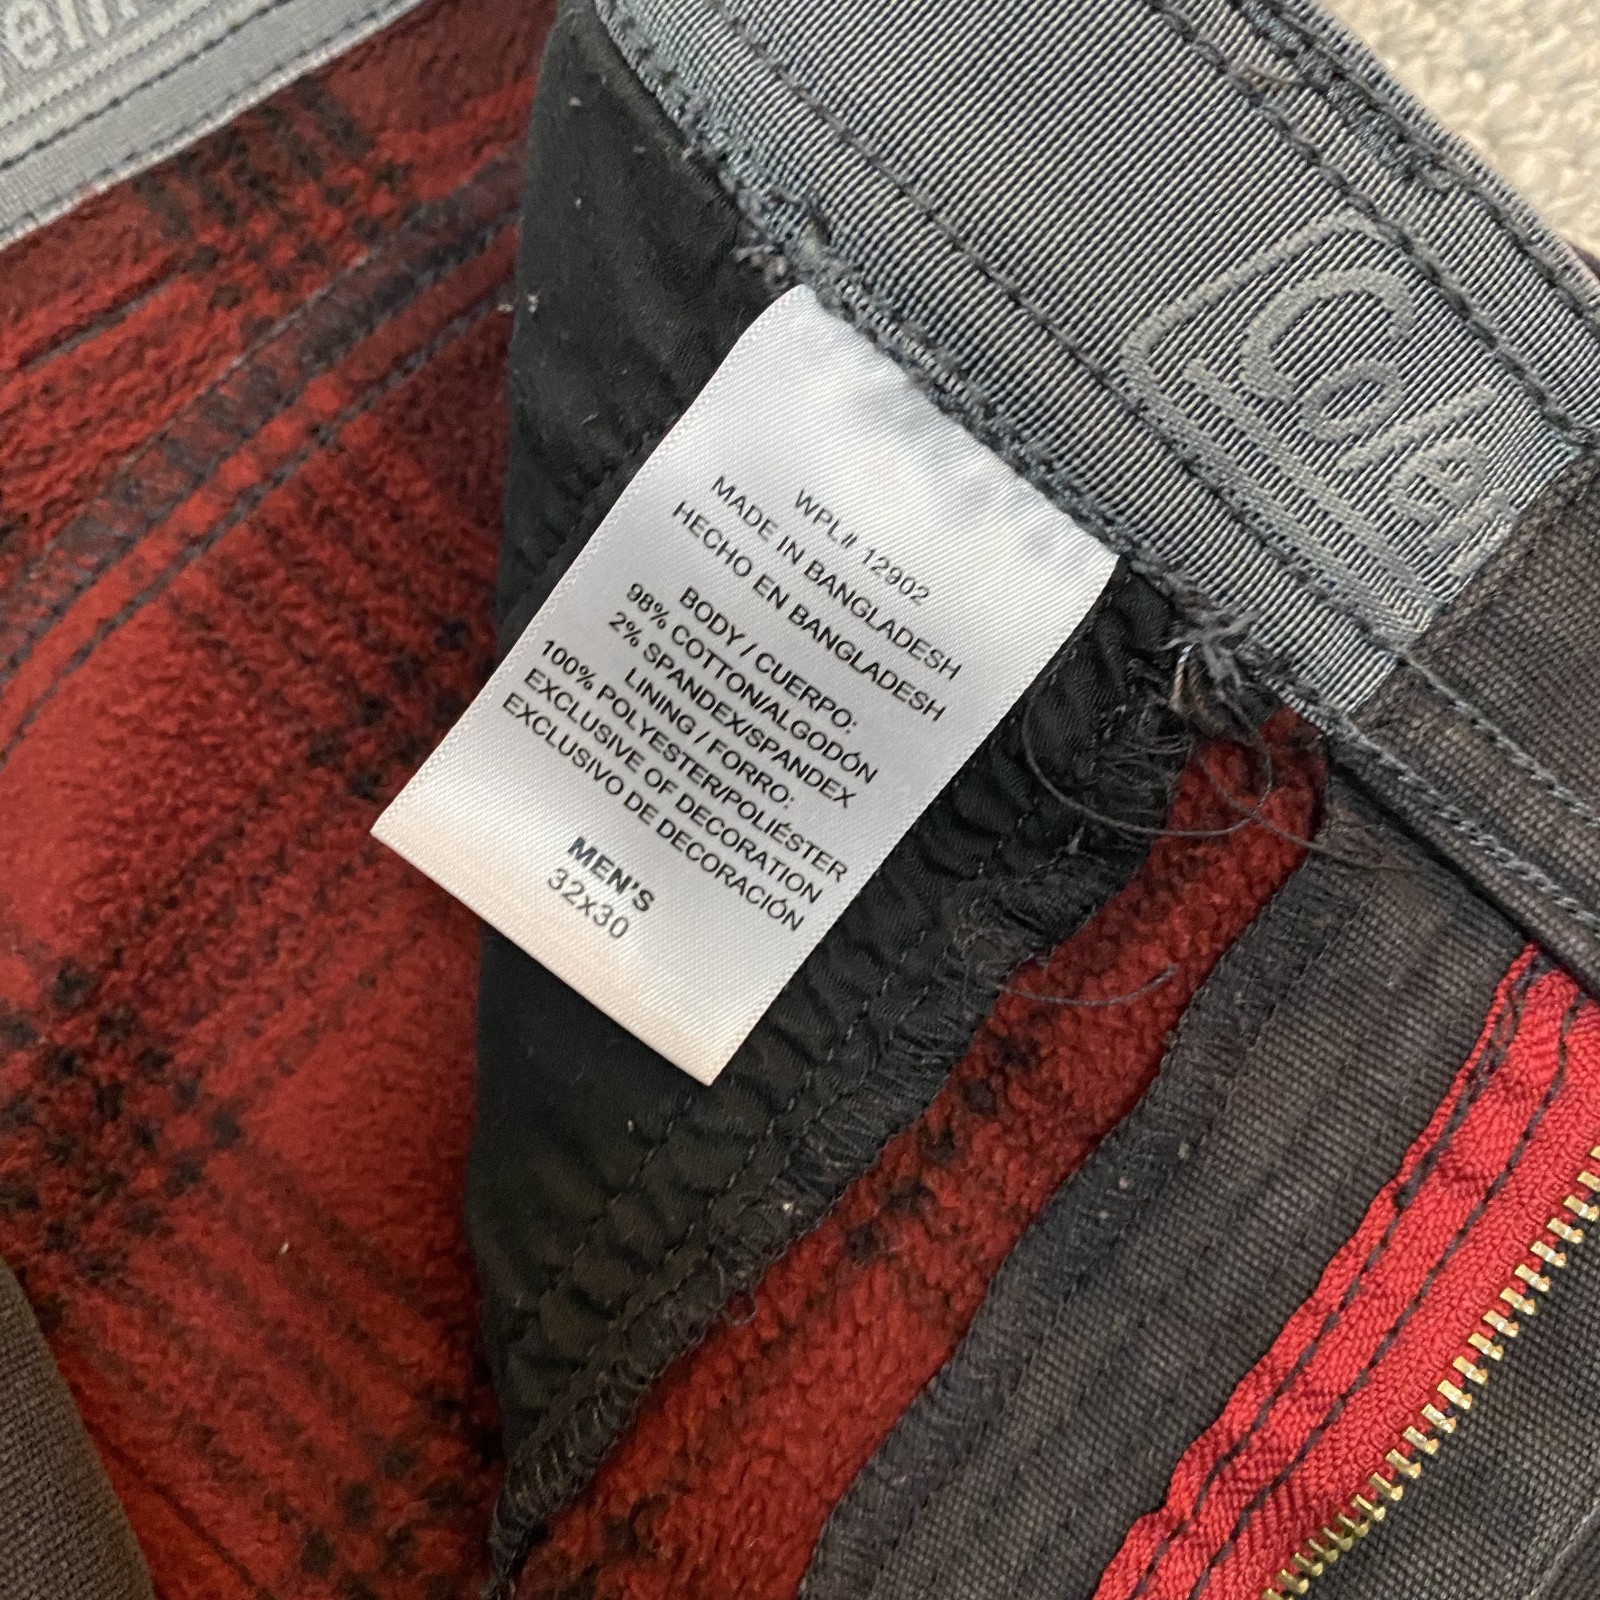 WPL# 12902
MADE IN BANGLADESH
HECHO EN BANGLADESH
BODY / CUERPO:
98% COTTON/ALGODÓN
2% SPANDEX/SPANDEX
LINING / FORRO:
100% POLYESTER/POLIÉSTER
EXCLUSIVE OF DECORATION
EXCLUSIVO DE DECORACIÓN
MEN'S
32x30